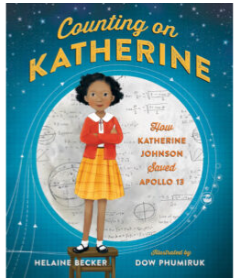 Counting on
KATHERINE
How
KATHERINE
JOHNSON
Saved
APOLLO 13
Illustrated by
HELAINE BECKER
DOW PHUMIRUK